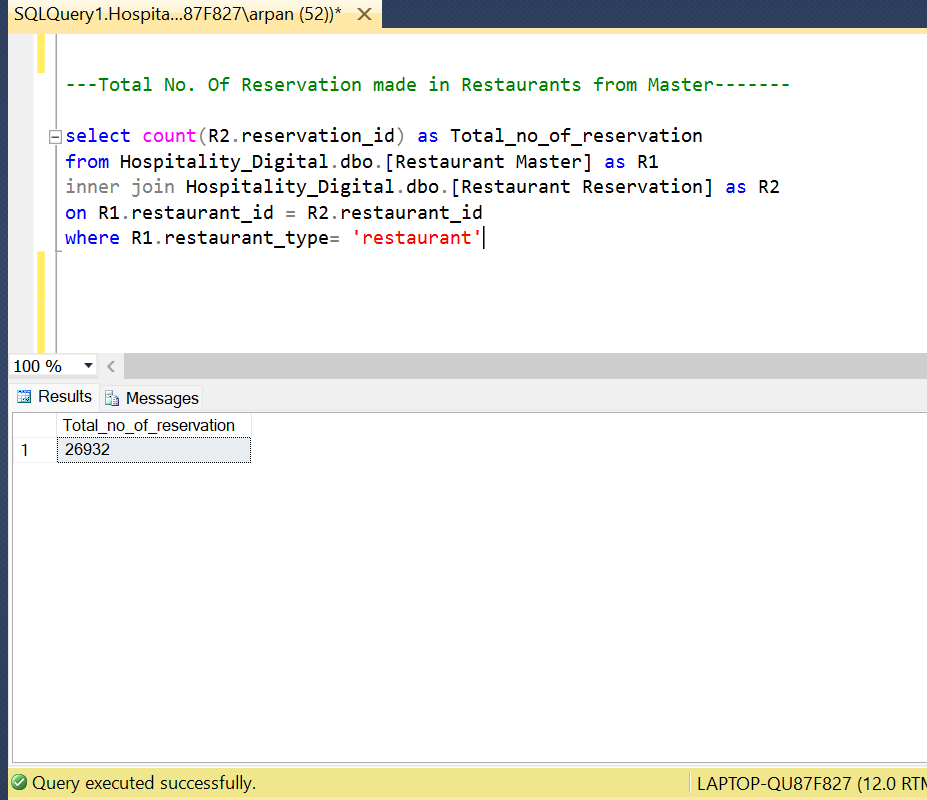 SQLQuery1.Hospita...87F827\arpan (52))*
---Total No. Of Reservation made in Restaurants from Master-------
select count(R2.reservation_id) as Total_no_of_reservation
from Hospitality_Digital.dbo.[Restaurant Master] as R1
inner join Hospitality_Digital.dbo.[Restaurant Reservation] as R2
on R1.restaurant_id = R2.restaurant_id
where R1.restaurant_type= 'restaurant'
100 %
Results Messages
Total_no_of_reservation
1 26932
Query executed successfully. LAPTOP-QU87F827 (12.0 RTM